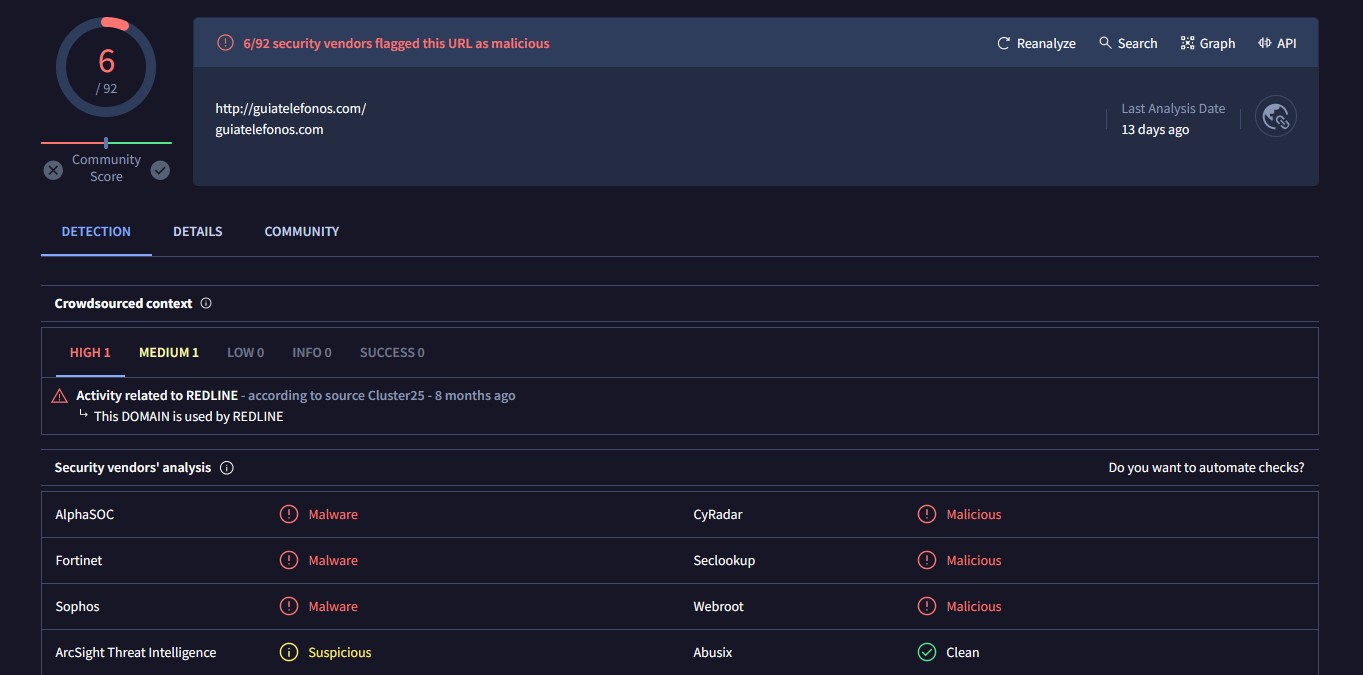 6
/ 92
Community
Score
6/92 security vendors flagged this URL as malicious
Reanalyze Search Graph API
http://guiatelefonos.com/
guiatelefonos.com
Last Analysis Date
13 days ago
DETECTION DETAILS COMMUNITY
Crowdsourced context
HIGH 1 MEDIUM 1 LOW 0 INFO 0 SUCCESS 0
Activity related to REDLINE - according to source Cluster25 - 8 months ago
This DOMAIN is used by REDLINE
Security vendors' analysis Do you want to automate checks?
AlphaSOC Malware CyRadar Malicious
Fortinet Malware Seclookup Malicious
Sophos Malware Webroot Malicious
ArcSight Threat Intelligence Suspicious Abusix Clean